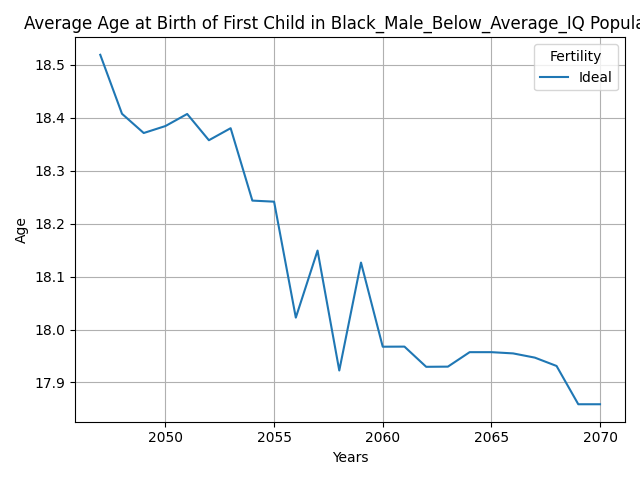 Average Age at Birth of First Child in Black_Male_Below_Average_IQ Popula
Fertility
Ideal
18.5
18.4
18.3
18.2
18.1
18.0
17.9
Age
2050 2055 2060 2065 2070
Years